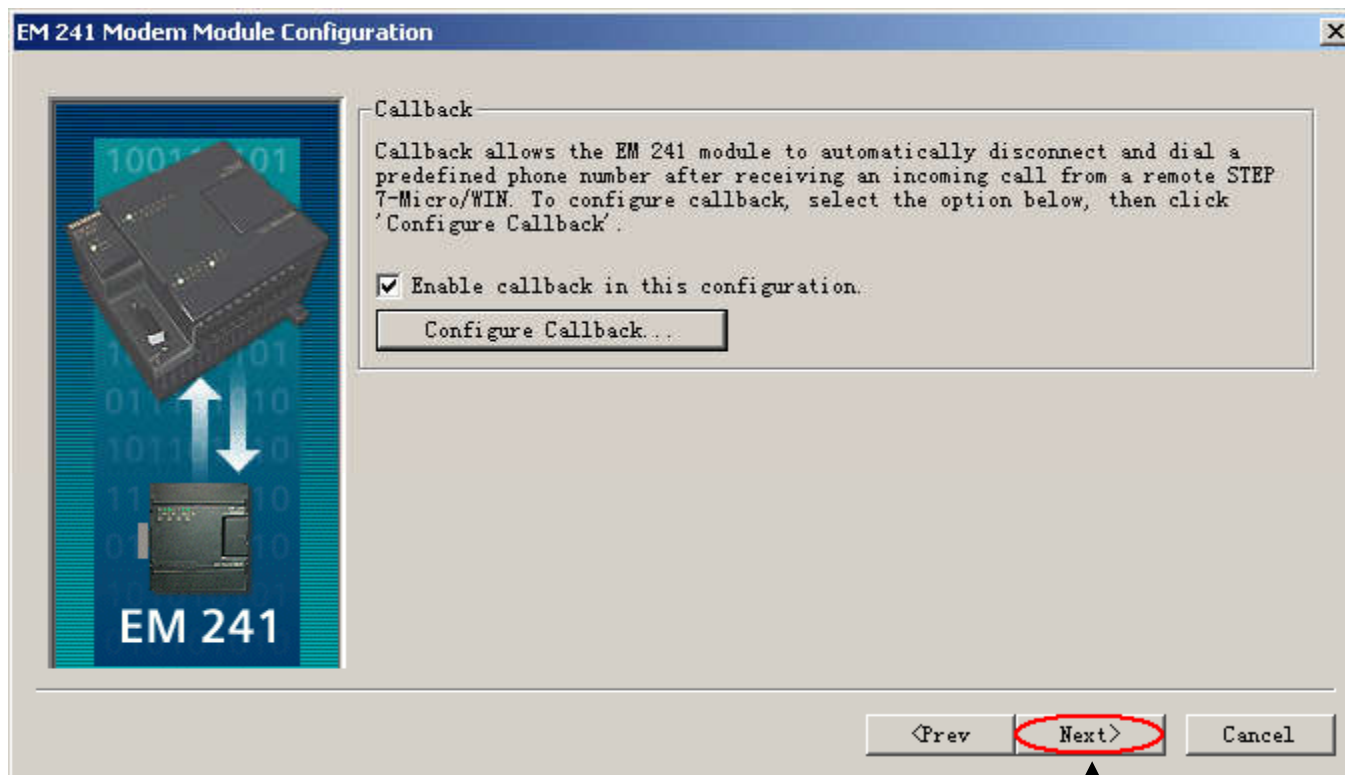 EM 241 Modem Module Configuration
Callback
Callback allows the EM 241 module to automatically disconnect and dial a
predefined phone number after receiving an incoming call from a remote STEP
7-Micro/WIN. To configure callback, select the option below, then click
'Configure Callback'.
Enable callback in this configuration.
Configure Callback...
EM 241
<Prev
Next>
Cancel